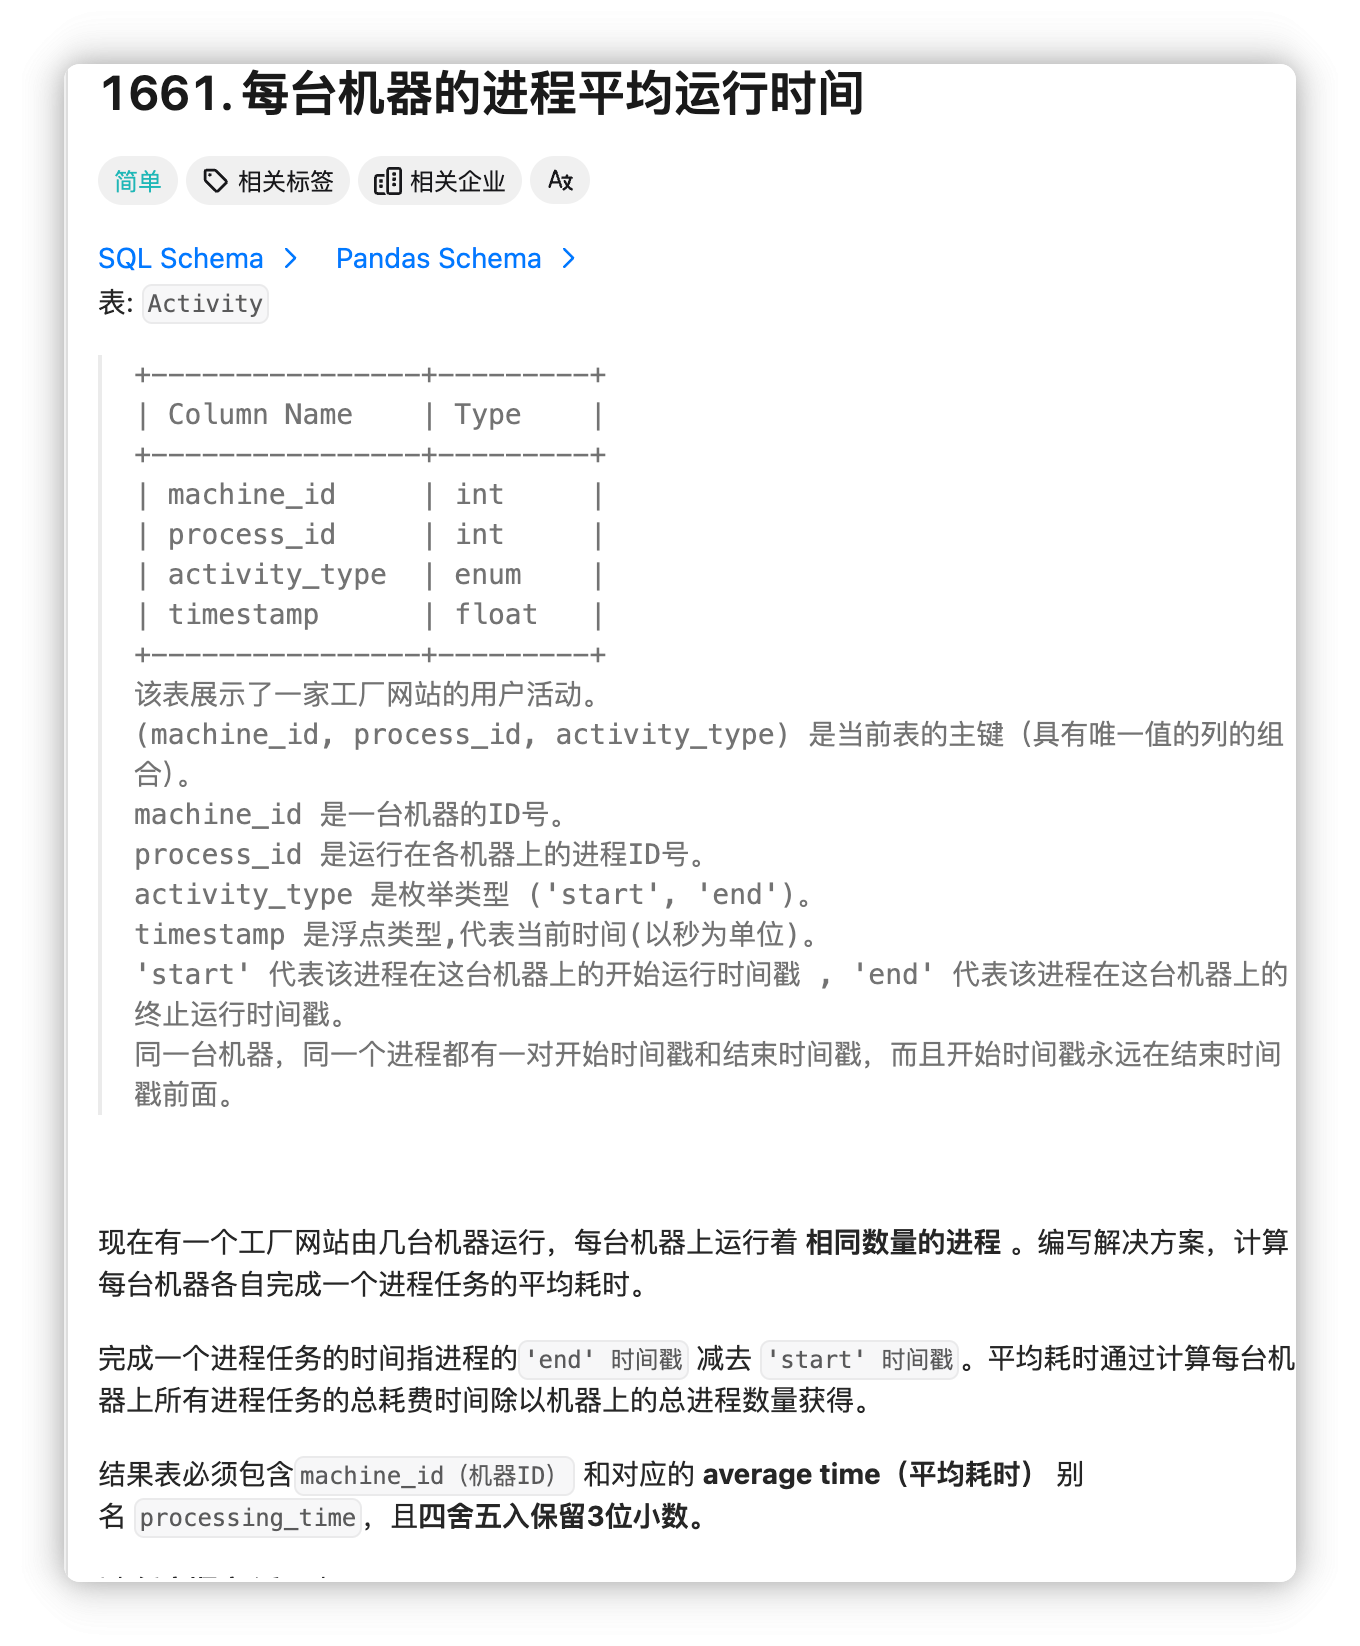 1661. 每台机器的进程平均运行时间
简单 相关标签 相关企业 A文
SQL Schema > Pandas Schema >
表: Activity
+----------------+---------+
| Column Name    | Type    |
+----------------+---------+
| machine_id     | int     |
| process_id     | int     |
| activity_type  | enum    |
| timestamp      | float   |
+----------------+---------+
该表展示了一家工厂网站的用户活动。
(machine_id, process_id, activity_type) 是当前表的主键（具有唯一值的列的组
合）。
machine_id 是一台机器的ID号。
process_id 是运行在各机器上的进程ID号。
activity_type 是枚举类型 ('start', 'end')。
timestamp 是浮点类型,代表当前时间(以秒为单位)。
'start' 代表该进程在这台机器上的开始运行时间戳 , 'end' 代表该进程在这台机器上的
终止运行时间戳。
同一台机器，同一个进程都有一对开始时间戳和结束时间戳，而且开始时间戳永远在结束时间
戳前面。
现在有一个工厂网站由几台机器运行，每台机器上运行着 相同数量的进程 。编写解决方案，计算
每台机器各自完成一个进程任务的平均耗时。
完成一个进程任务的时间指进程的'end' 时间戳 减去 'start' 时间戳。平均耗时通过计算每台机
器上所有进程任务的总耗费时间除以机器上的总进程数量获得。
结果表必须包含machine_id（机器ID） 和对应的 average time（平均耗时） 别
名 processing_time，且四舍五入保留3位小数。